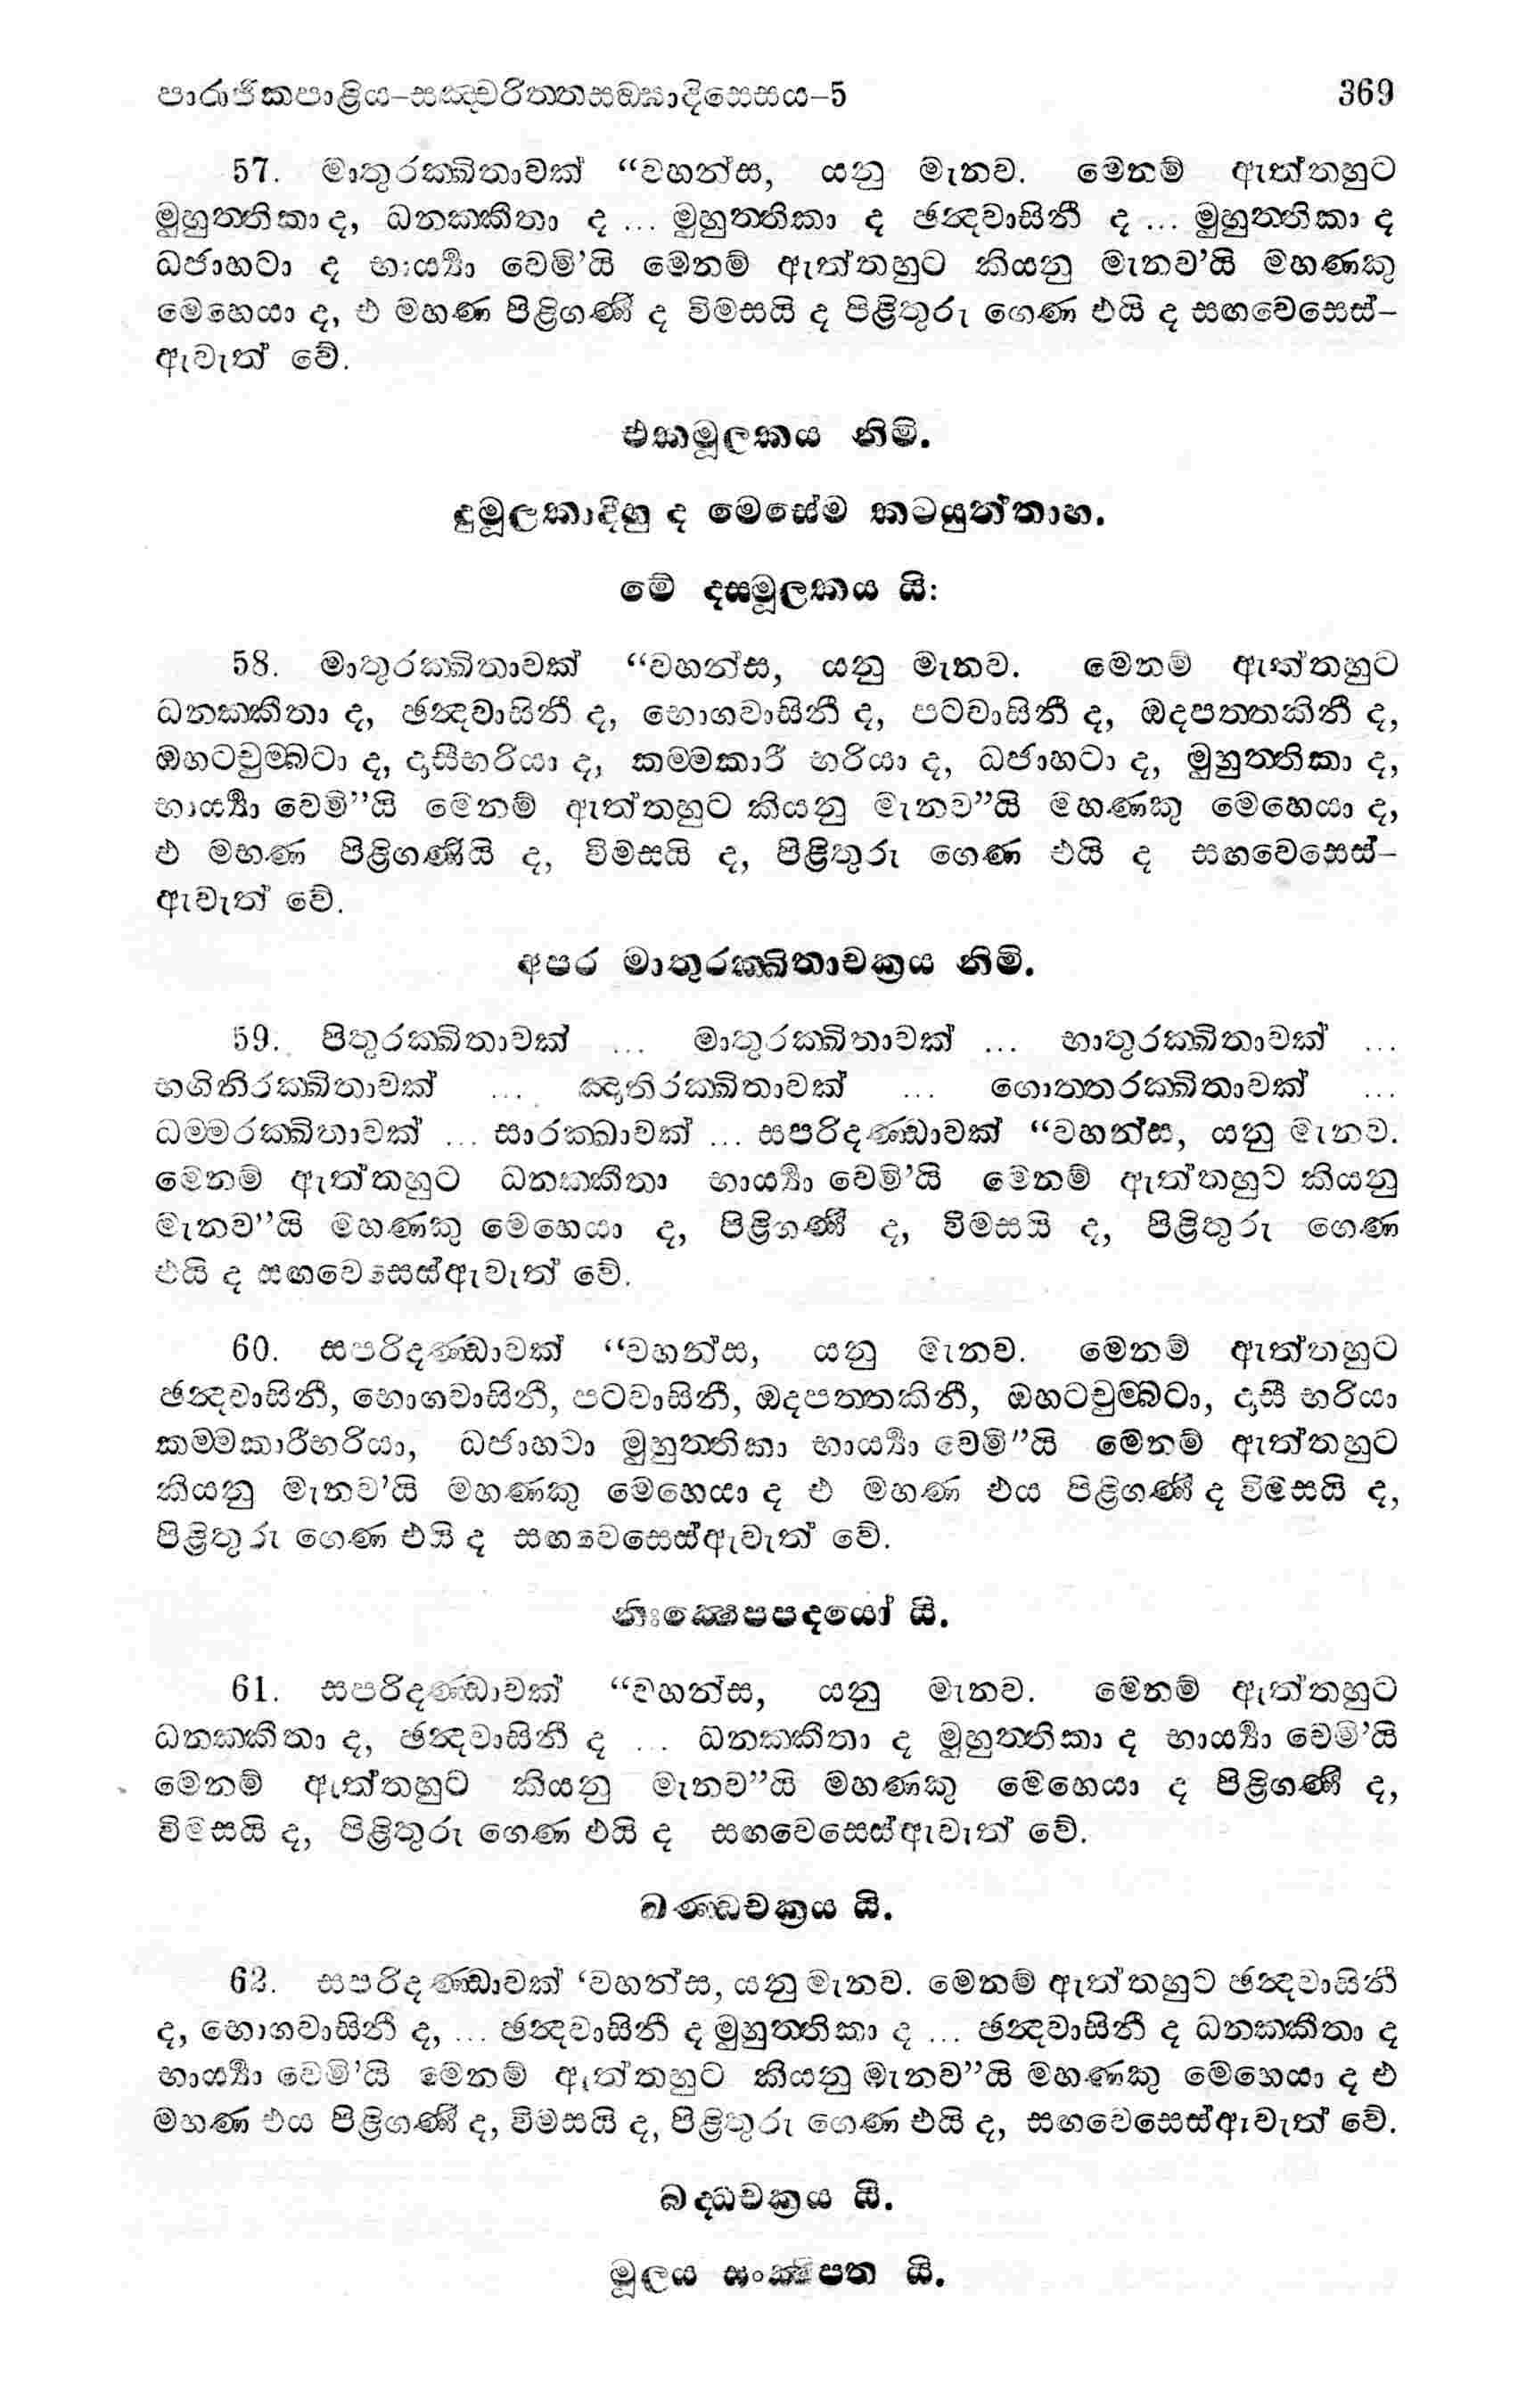 පාරාජිකපාළිය–සඤ්චරිත්තසඞ්ඝාදිසෙසය–5 369
57. මාතුරක්ඛිතාවක් “වහන්ස, යනු මැනව. මෙනම් ඇත්තහුට
මුහුත්තිකා ද, ධනක්කීතා ද ... මුහුත්තිකා ද ඡන්දවාසිනී ද ... මුහුත්තිකා ද
ධජාහටා ද භාර්‍ය්‍යා වෙමි’යි මෙනම් ඇත්තහුට කියනු මැනව’යි මහණකු
මෙහෙයා ද, එ මහණ පිළිගණී ද විමසයි ද පිළිතුරු ගෙණ එයි ද සඟවෙසෙස්–
ඇවැත් වේ.
එකමූලකය නිමි.
දුමූලකාදීහු ද මෙසේම කටයුත්තාහ.
මේ දසමූලකය යි:
58. මාතුරක්ඛිතාවක් “වහන්ස, යනු මැනව. මෙනම් ඇත්තහුට
ධනක්කීතා ද, ඡන්දවාසිනී ද, භොගවාසිනී ද, පටවාසිනී ද, ඔදපත්තකිනී ද,
ඔභටචුම්බටා ද, දාසීභරියා ද, කම්මකාරී භරියා ද, ධජාහටා ද, මුහුත්තිකා ද,
භාර්‍ය්‍යා වෙමි”යි මෙනම් ඇත්තහුට කියනු මැනව”යි මහණකු මෙහෙයා ද,
එ මහණ පිළිගණියි ද, විමසයි ද, පිළිතුරු ගෙණ එයි ද සඟවෙසෙස්–
ඇවැත් වේ.
අපර මාතුරක්ඛිතාචක්‍රය නිමි.
59. පිතුරක්ඛිතාවක් ... මාතුරක්ඛිතාවක් ... භාතුරක්ඛිතාවක් ...
භගිනිරක්ඛිතාවක් ... ඤාතිරක්ඛිතාවක් ... ගොත්තරක්ඛිතාවක් ...
ධම්මරක්ඛිතාවක් ... සාරක්ඛාවක් ... සපරිදණ්ඩාවක් “වහන්ස, යනු මැනව.
මෙනම් ඇත්තහුට ධනක්කීතා භාර්‍ය්‍යා වෙමි’යි මෙනම් ඇත්තහුට කියනු
මැනව”යි මහණකු මෙහෙයා ද, පිළිගණී ද, විමසයි ද, පිළිතුරු ගෙණ
එයි ද සඟවෙසෙස්ඇවැත් වේ.
60. සපරිදණ්ඩාවක් “වහන්ස, යනු මැනව. මෙනම් ඇත්තහුට
ඡන්දවාසිනී, භොගවාසිනී, පටවාසිනී, ඔදපත්තකිනී, ඔභටචුම්බටා, දාසී භරියා
කම්මකාරීභරියා, ධජාහටා මුහුත්තිකා භාර්‍ය්‍යා වෙමි”යි මෙනම් ඇත්තහුට
කියනු මැනව’යි මහණකු මෙහෙයා ද එ මහණ එය පිළිගණී ද විමසයි ද,
පිළිතුරු ගෙණ එයි ද සඟවෙසෙස්ඇවැත් වේ.
නිඃක්‍ෂෙපපදයෝ යි.
61. සපරිදණ්ඩාවක් “වහන්ස, යනු මැනව. මෙනම් ඇත්තහුට
ධනක්කීතා ද, ඡන්දවාසිනී ද ... ධනක්කීතා ද මුහුත්තිකා ද භාර්‍ය්‍යා වෙමි’යි
මෙනම් ඇත්තහුට කියනු මැනව”යි මහණකු මෙහෙයා ද පිළිගණී ද,
විමසයි ද, පිළිතුරු ගෙණ එයි ද සඟවෙසෙස්ඇවැත් වේ.
ඛණ්ඩචක්‍රය යි.
62. සපරිදණ්ඩාවක් ‘වහන්ස, යනු මැනව. මෙනම් ඇත්තහුට ඡන්දවාසිනී
ද, භොගවාසිනී ද, ... ඡන්දවාසිනී ද මුහුත්තිකා ද ... ඡන්දවාසිනී ද ධනක්කීතා ද
භාර්‍ය්‍යා වෙමි’යි මෙනම් ඇත්තහුට කියනු මැනව”යි මහණකු මෙහෙයා ද එ
මහණ එය පිළිගණී ද, විමසයි ද, පිළිතුරු ගෙණ එයි ද, සඟවෙසෙස්ඇවැත් වේ.
බද්ධචක්‍රය යි.
මූලය සංක්‍ෂිප්ත යි.